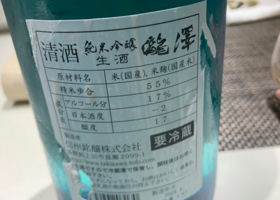 清酒 純米吟醸 生酒 瀧澤
原材料名 米(国産)、米麹(国産米)
精米歩合 55%
アルコール分 17%
日本酒度 -2
酸度 1.7
信州銘醸株式会社
要冷蔵